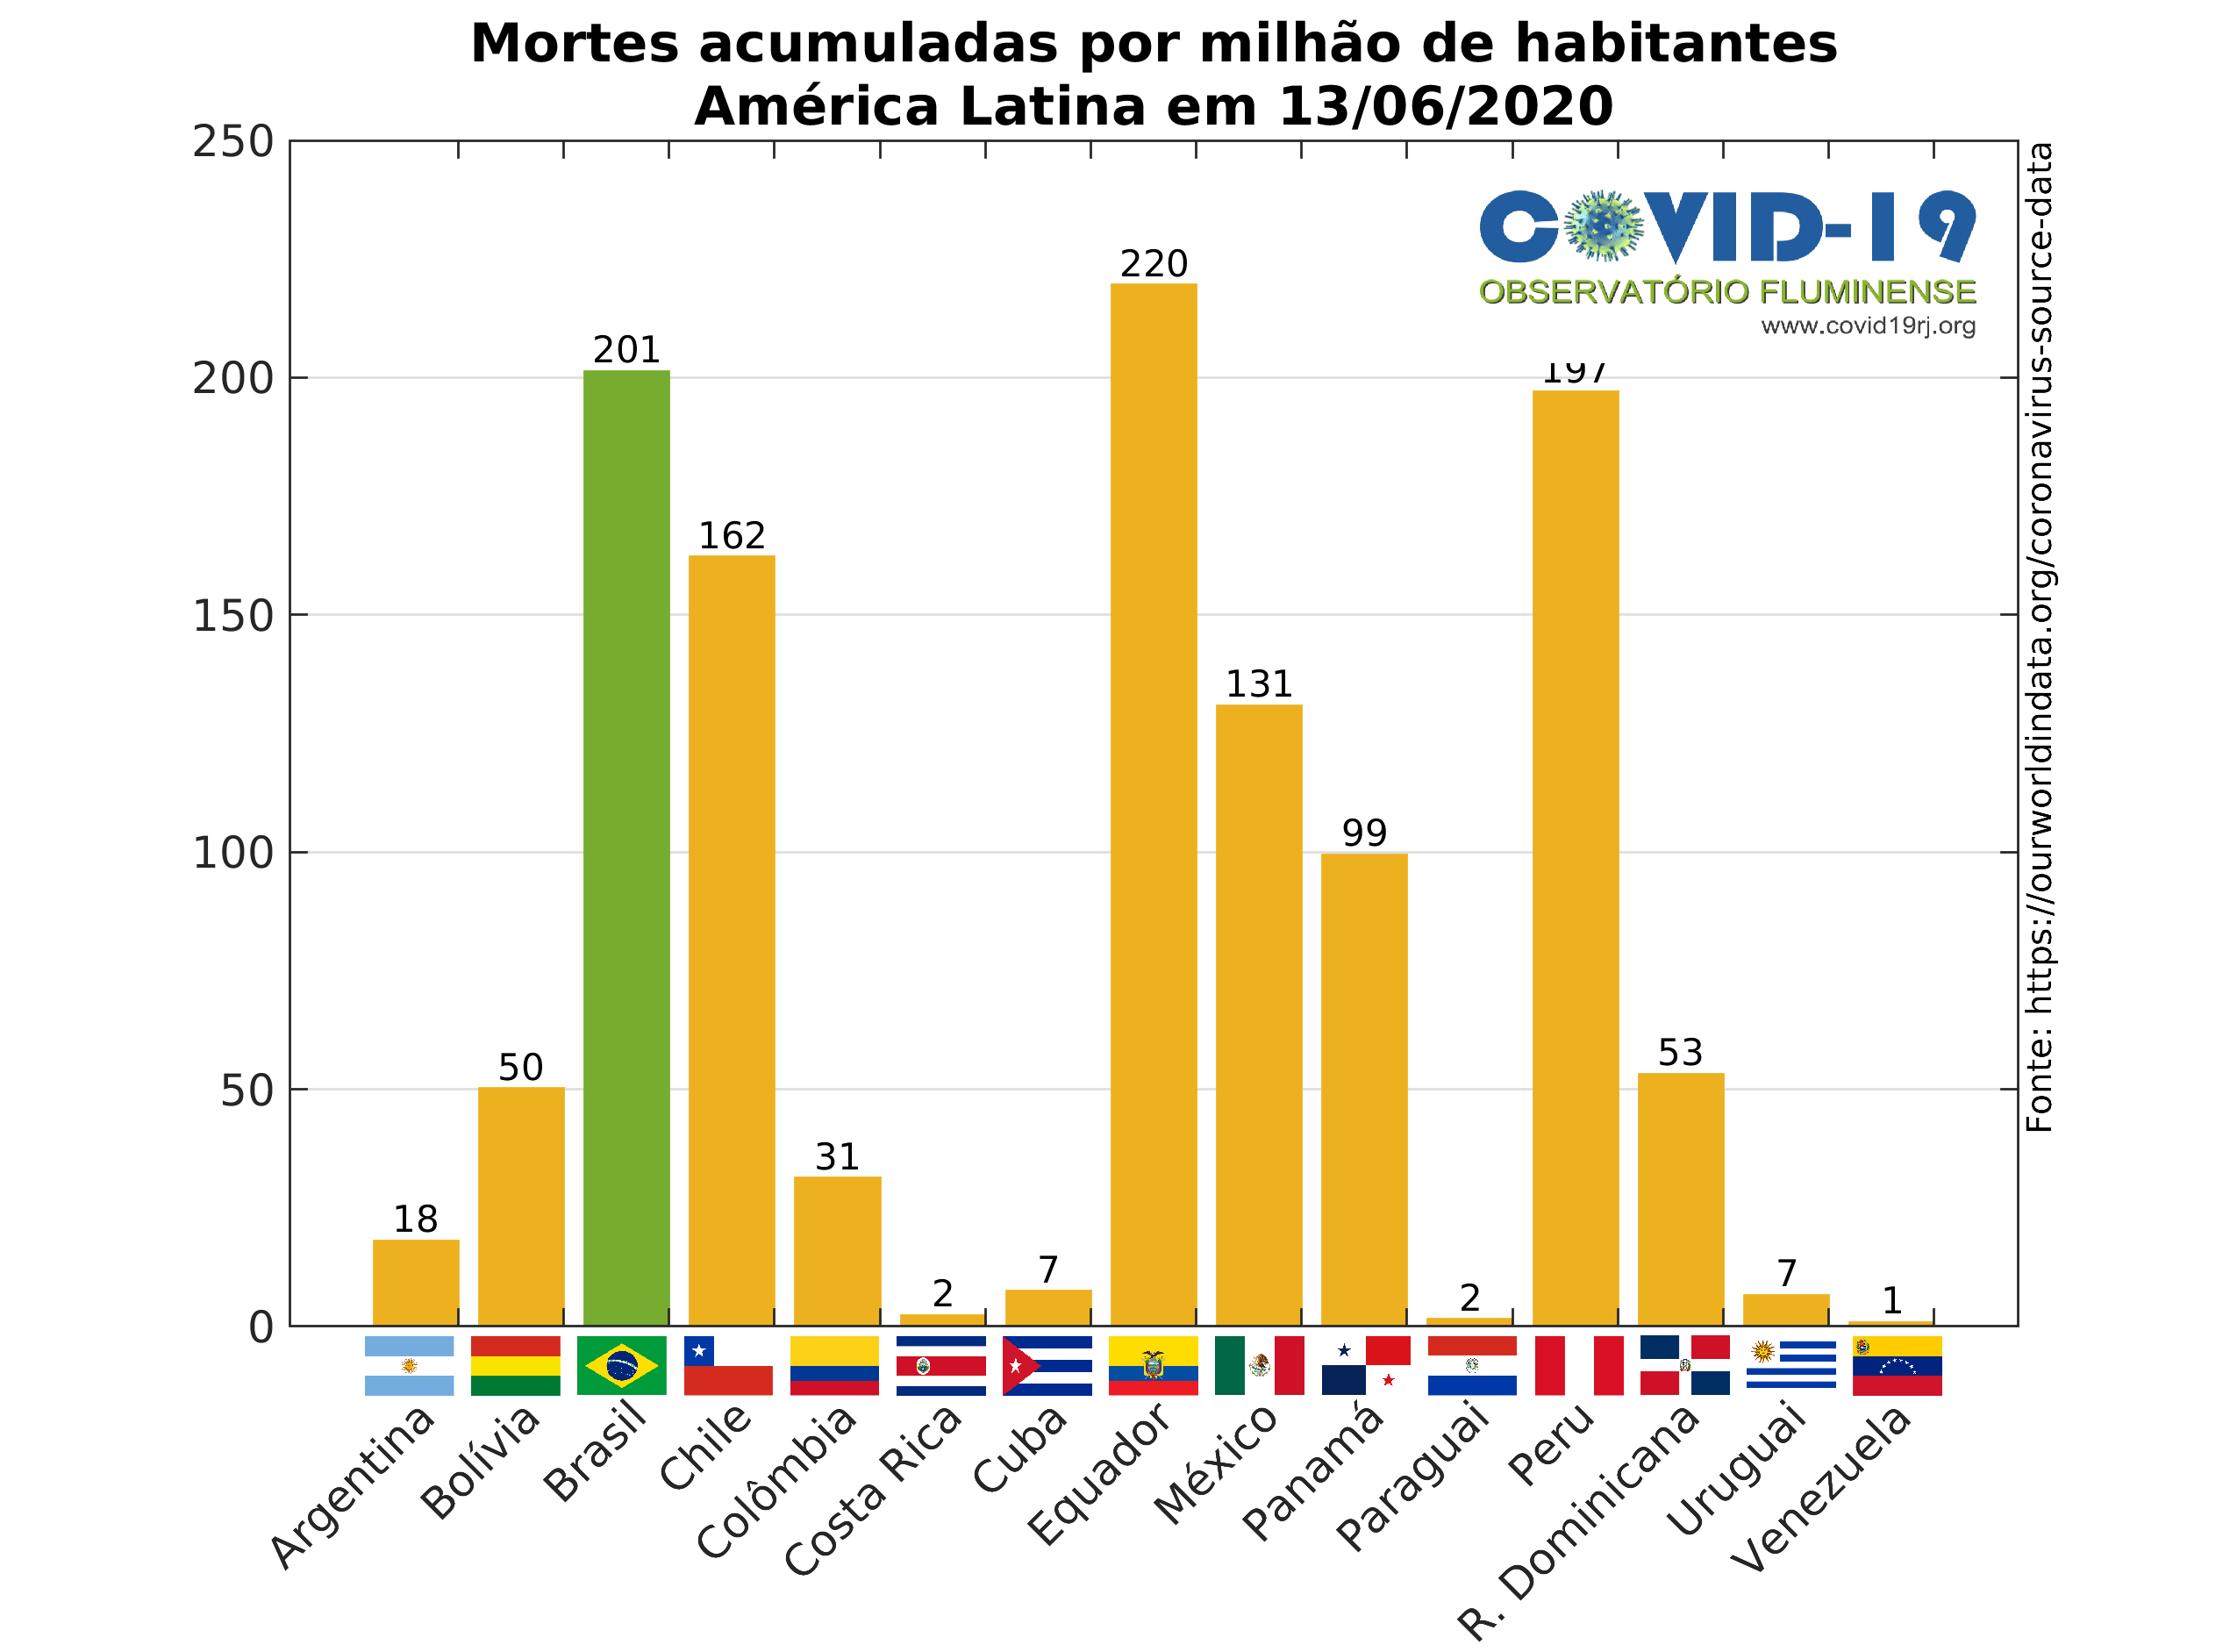 Mortes acumuladas por milhão de habitantes
América Latina em 13/06/2020
COVID-19
OBSERVATÓRIO FLUMINENSE
www.covid19rj.org
250
200
150
100
50
0
18
50
201
162
31
2
7
220
131
99
2
197
53
7
1
Argentina
Bolívia
Brasil
Chile
Colômbia
Costa Rica
Cuba
Equador
México
Panamá
Paraguai
Peru
R. Dominicana
Uruguai
Venezuela
Fonte: https://ourworldindata.org/coronavirus-source-data